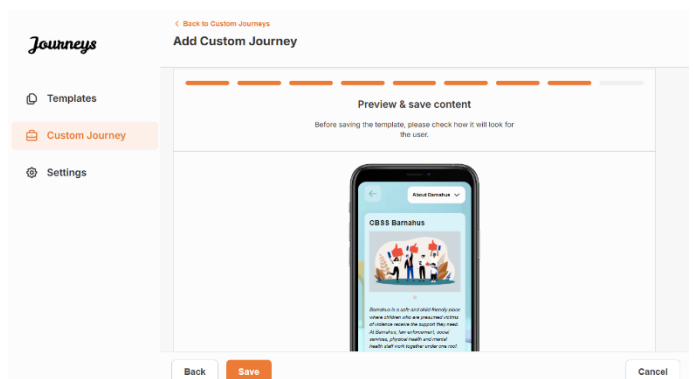 Back to Custom Journeys
Journeys
Add Custom Journey
Templates
Custom Journey
Settings
Preview & save content
Before saving the template, please check how it will look for
the user.
About Barnahus
CBSS Barnahus
Barnahus is a safe and child friendly place
where children who are presumed victims
of violence receive the support they need.
At Barnahus, law enforcement, social
services, physical health and mental
health staff work together under one roof
Back
Save
Cancel